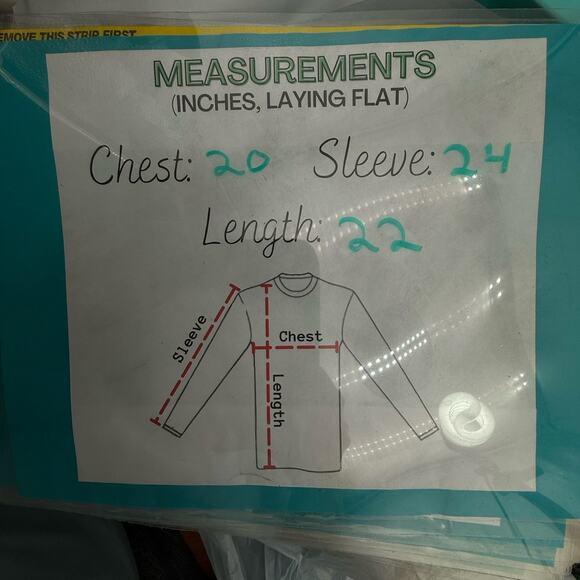 EMOVE THIS STRIP FIRST
MEASUREMENTS
(INCHES, LAYING FLAT)
Chest: 20 Sleeve: 24
Length: 22
Sleeve
Chest
Length